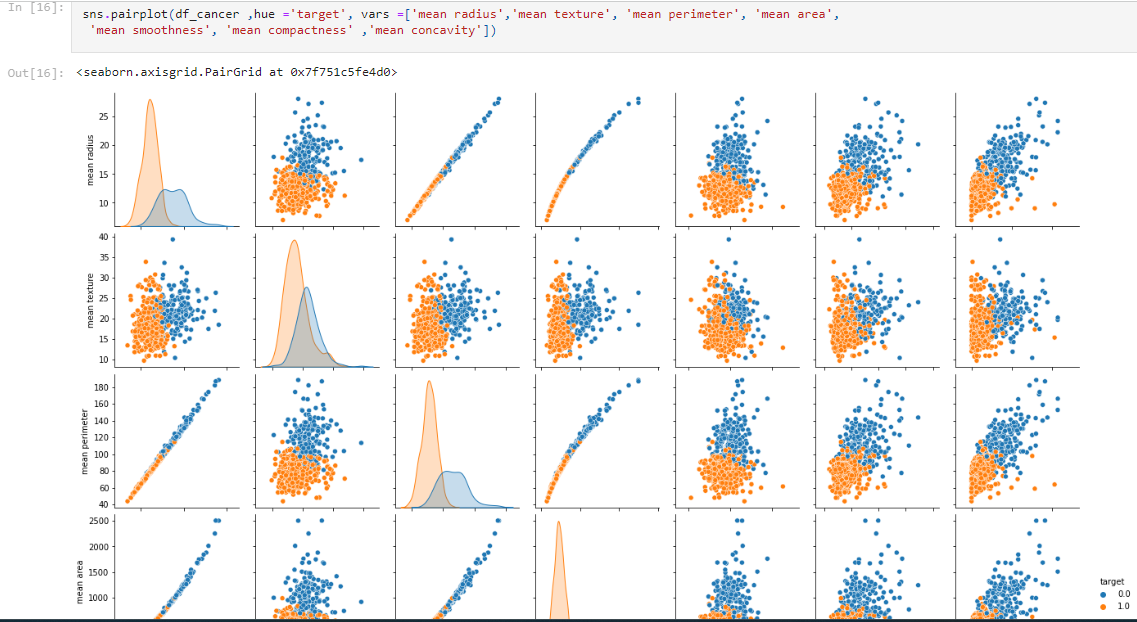 In [16]:
sns.pairplot(df_cancer ,hue ='target', vars =['mean radius','mean texture', 'mean perimeter', 'mean area',
'mean smoothness', 'mean compactness' ,'mean concavity'])
Out[16]:
<seaborn.axisgrid.PairGrid at 0x7f751c5fe4d0>
mean radius
25
20
15
10
mean texture
40
35
30
25
20
15
10
mean perimeter
180
160
140
120
100
80
60
40
mean area
2500
2000
1500
1000
target
0.0
1.0